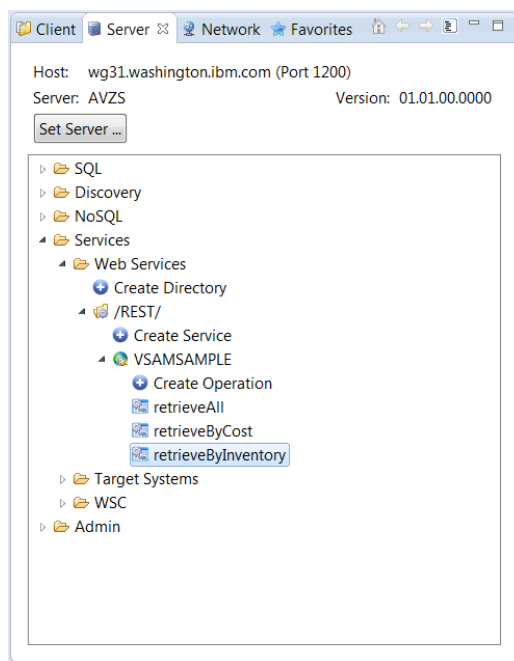 Client Server Network Favorites
Host: wg31.washington.ibm.com (Port 1200)
Server: AVZS Version: 01.01.00.0000
Set Server ...
SQL
Discovery
NoSQL
Services
Web Services
Create Directory
/REST/
Create Service
VSAMSAMPLE
Create Operation
retrieveAll
retrieveByCost
retrieveByInventory
Target Systems
WSC
Admin